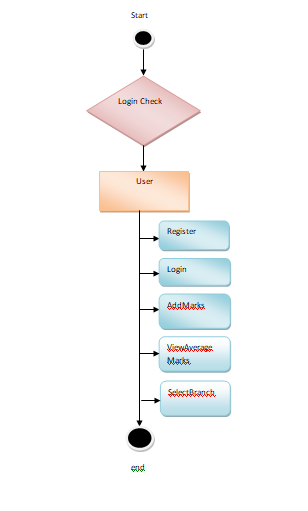 Start
Login Check
User
Register
Login
AddMarks
ViewAverage
Marks
SelectBranch
end